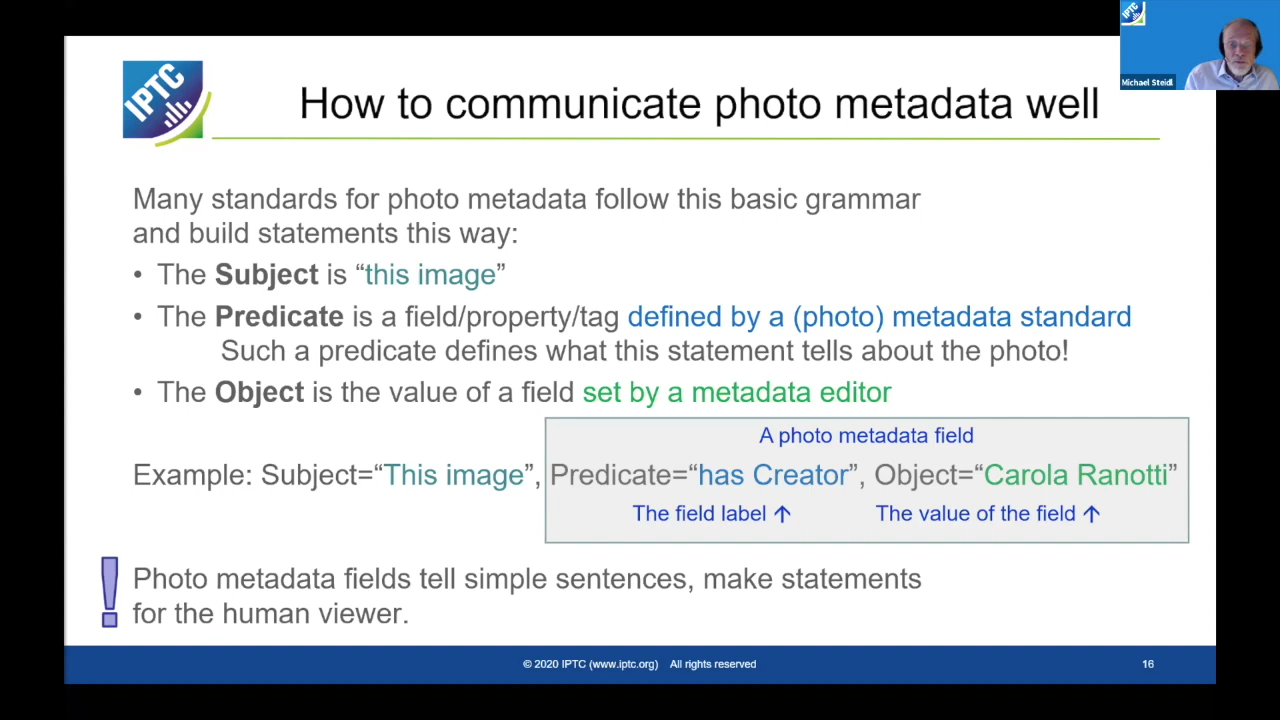 IPTC
Michael Steidl
IPTC
How to communicate photo metadata well
Many standards for photo metadata follow this basic grammar
and build statements this way:
• The Subject is “this image”
• The Predicate is a field/property/tag defined by a (photo) metadata standard
Such a predicate defines what this statement tells about the photo!
• The Object is the value of a field set by a metadata editor
A photo metadata field
Example: Subject=“This image”, Predicate=“has Creator”, Object=“Carola Ranotti”
The field label ↑ The value of the field ↑
! Photo metadata fields tell simple sentences, make statements
for the human viewer.
© 2020 IPTC (www.iptc.org) All rights reserved 16